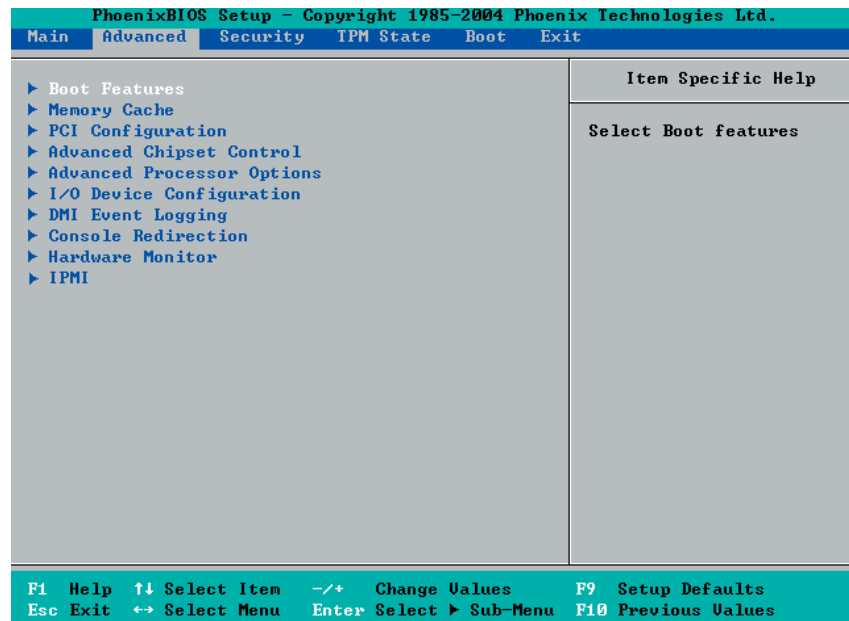 PhoenixBIOS Setup - Copyright 1985-2004 Phoenix Technologies Ltd.
Main Advanced Security TPM State Boot Exit
Item Specific Help
▶ Boot Features
▶ Memory Cache
▶ PCI Configuration
▶ Advanced Chipset Control
▶ Advanced Processor Options
▶ I/O Device Configuration
▶ DMI Event Logging
▶ Console Redirection
▶ Hardware Monitor
▶ IPMI
Select Boot features
F1 Help ↑↓ Select Item -/+ Change Values F9 Setup Defaults
Esc Exit ↔ Select Menu Enter Select ▶ Sub-Menu F10 Previous Values